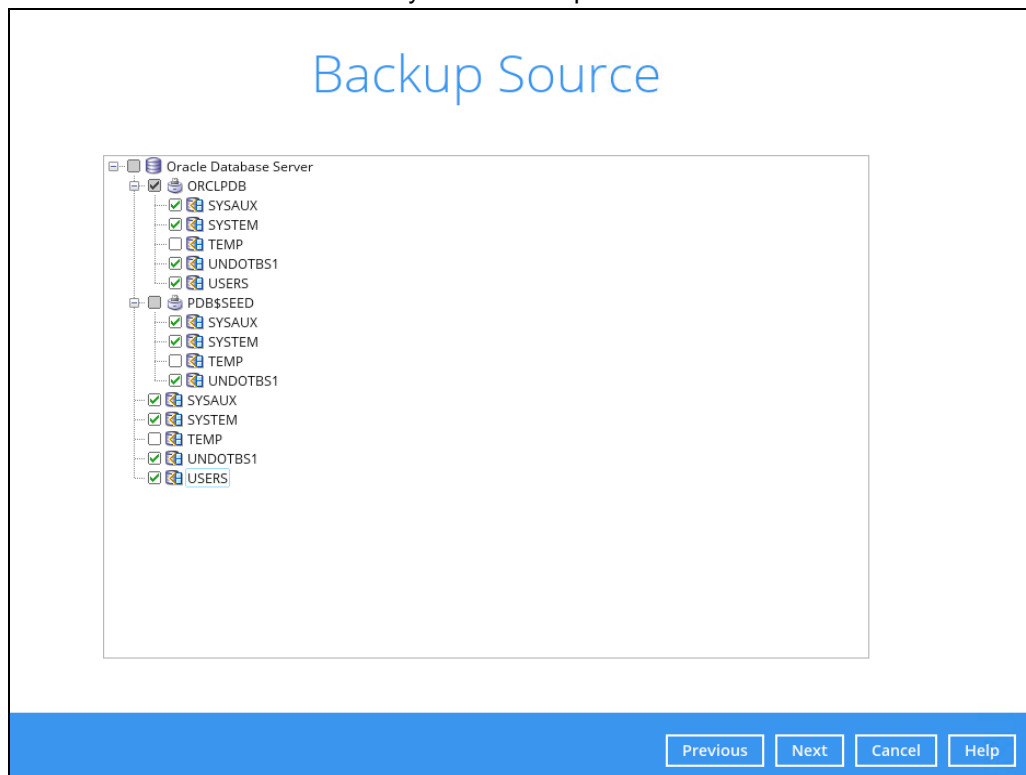 Backup Source
Oracle Database Server
ORCLPDB
SYSAUX
SYSTEM
TEMP
UNDOTBS1
USERS
PDB$SEED
SYSAUX
SYSTEM
TEMP
UNDOTBS1
SYSAUX
SYSTEM
TEMP
UNDOTBS1
USERS
Previous Next Cancel Help